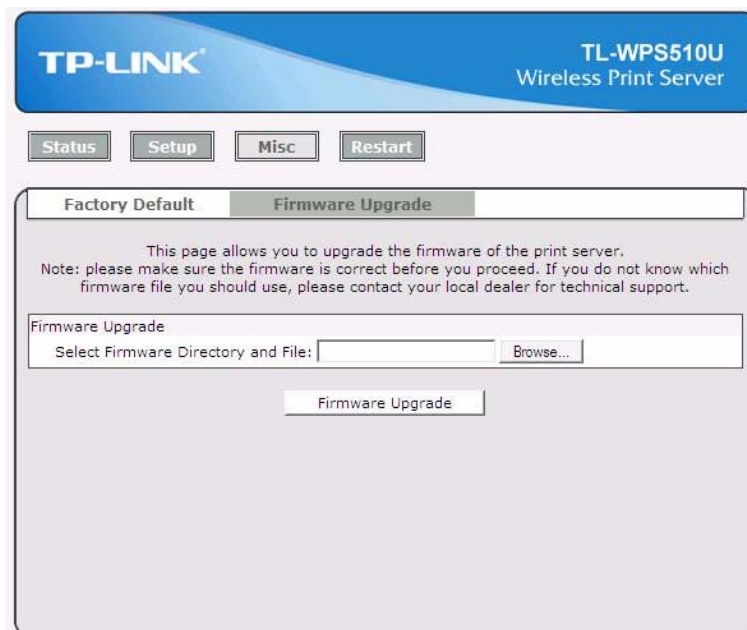 TP-LINK®
TL-WPS510U
Wireless Print Server
Status Setup Misc Restart
Factory Default Firmware Upgrade
This page allows you to upgrade the firmware of the print server.
Note: please make sure the firmware is correct before you proceed. If you do not know which
firmware file you should use, please contact your local dealer for technical support.
Firmware Upgrade
Select Firmware Directory and File: Browse...
Firmware Upgrade